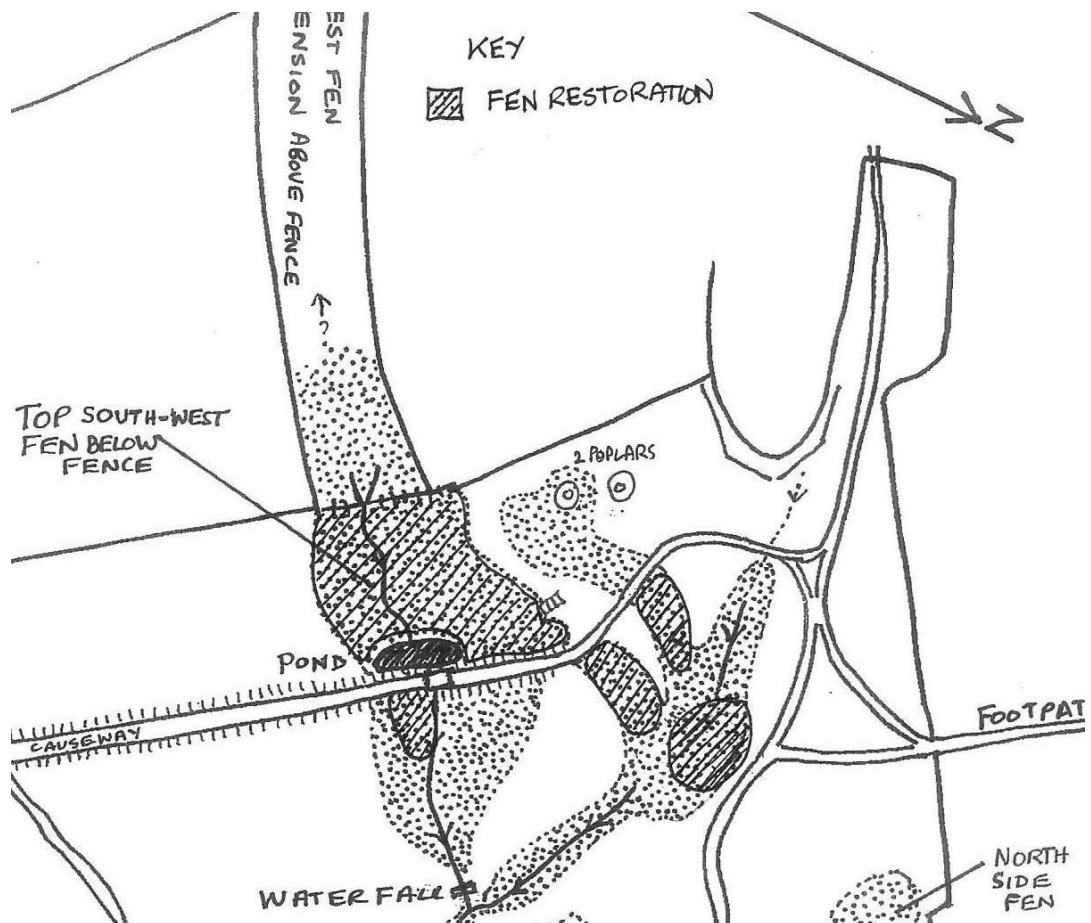 EST FEN
ENSION ABOVE FENCE
KEY
FEN RESTORATION
N
?
TOP SOUTH-WEST
FEN BELOW
FENCE
2 POPLARS
POND
CAUSEWAY
FOOTPAT
WATERFALL
NORTH
SIDE
FEN